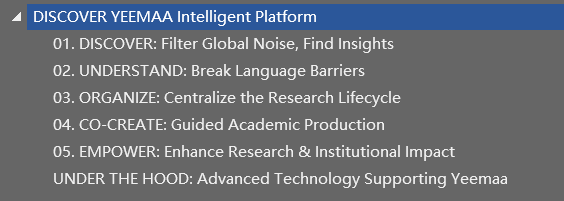 DISCOVER YEEMAA Intelligent Platform
01. DISCOVER: Filter Global Noise, Find Insights
02. UNDERSTAND: Break Language Barriers
03. ORGANIZE: Centralize the Research Lifecycle
04. CO-CREATE: Guided Academic Production
05. EMPOWER: Enhance Research & Institutional Impact
UNDER THE HOOD: Advanced Technology Supporting Yeemaa